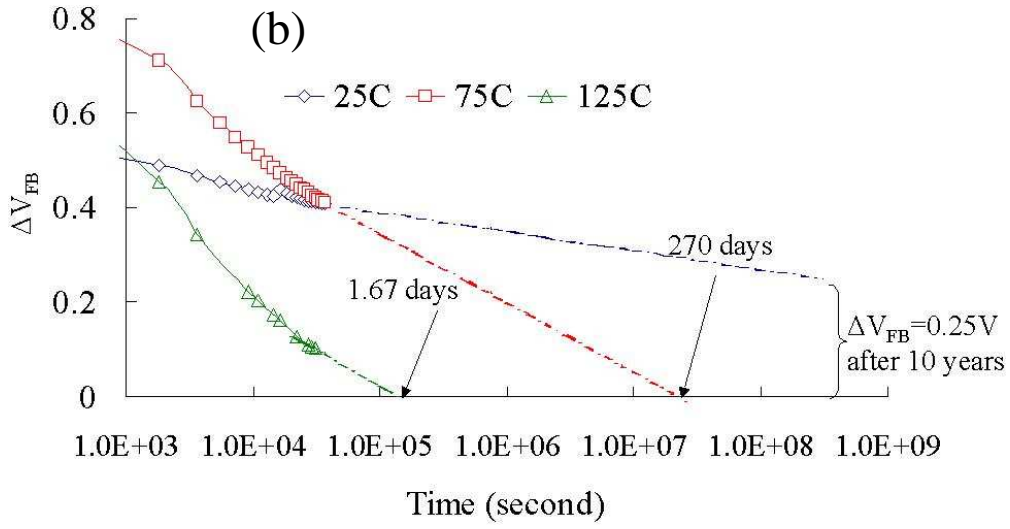 (b)
0.8
0.6
0.4
0.2
0
ΔV_FB
25C 75C 125C
270 days
1.67 days
ΔV_FB=0.25V
after 10 years
1.0E+03 1.0E+04 1.0E+05 1.0E+06 1.0E+07 1.0E+08 1.0E+09
Time (second)